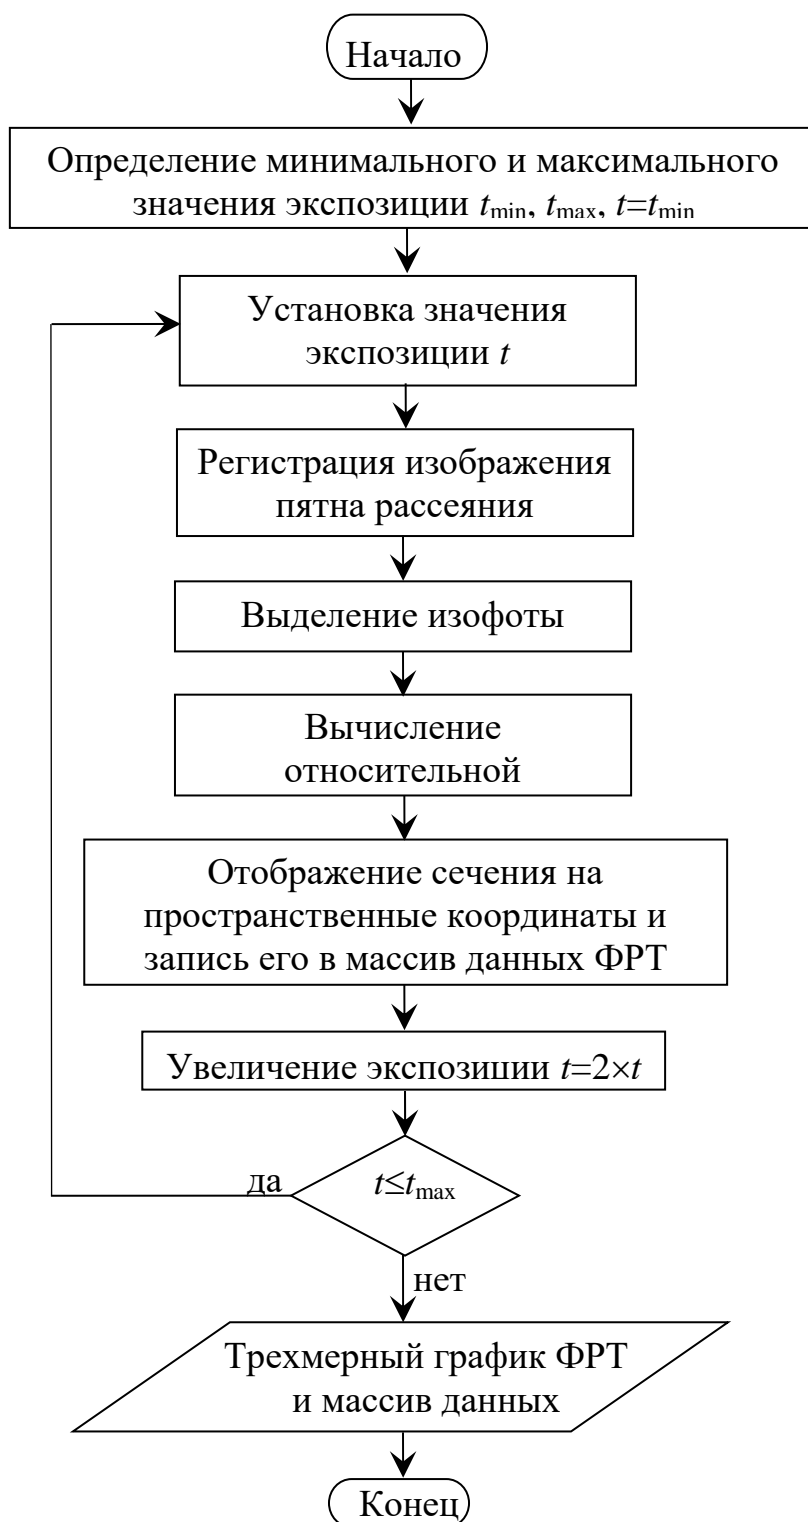 Начало
Определение минимального и максимального
значения экспозиции tmin, tmax, t=tmin
Установка значения
экспозиции t
Регистрация изображения
пятна рассеяния
Выделение изофоты
Вычисление
относительной
Отображение сечения на
пространственные координаты и
запись его в массив данных ФРТ
Увеличение экспозиции t=2×t
да
t≤tmax
нет
Трехмерный график ФРТ
и массив данных
Конец